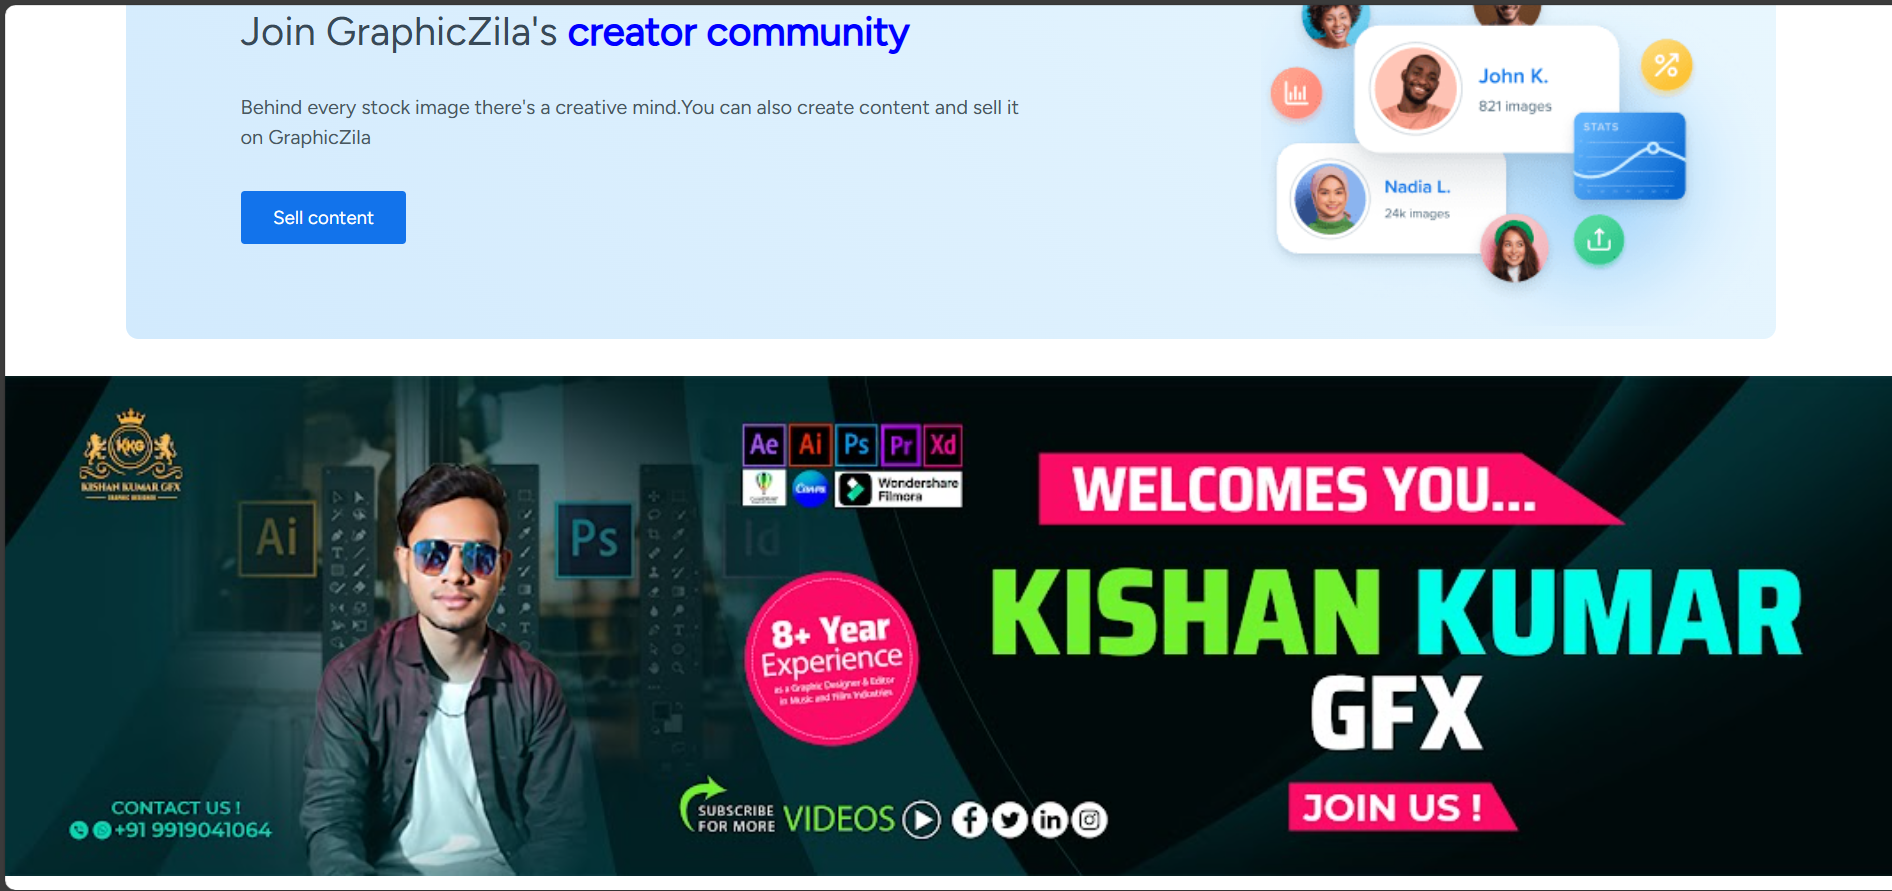 Join GraphicZila's creator community
Behind every stock image there's a creative mind.You can also create content and sell it
on GraphicZila
Sell content
John K.
821 images
STATS
Nadia L.
24k images
KKG
KISHAN KUMAR GFX
GRAPHIC DESIGNER
Ae Ai Ps Pr Xd
Canva
Wondershare
Filmora
Ai
Ps
Id
WELCOMES YOU...
KISHAN KUMAR
GFX
8+ Year
Experience
as a Graphic Designer & Editor
in Music and Film Industries
JOIN US !
CONTACT US !
+91 9919041064
SUBSCRIBE
FOR MORE
VIDEOS